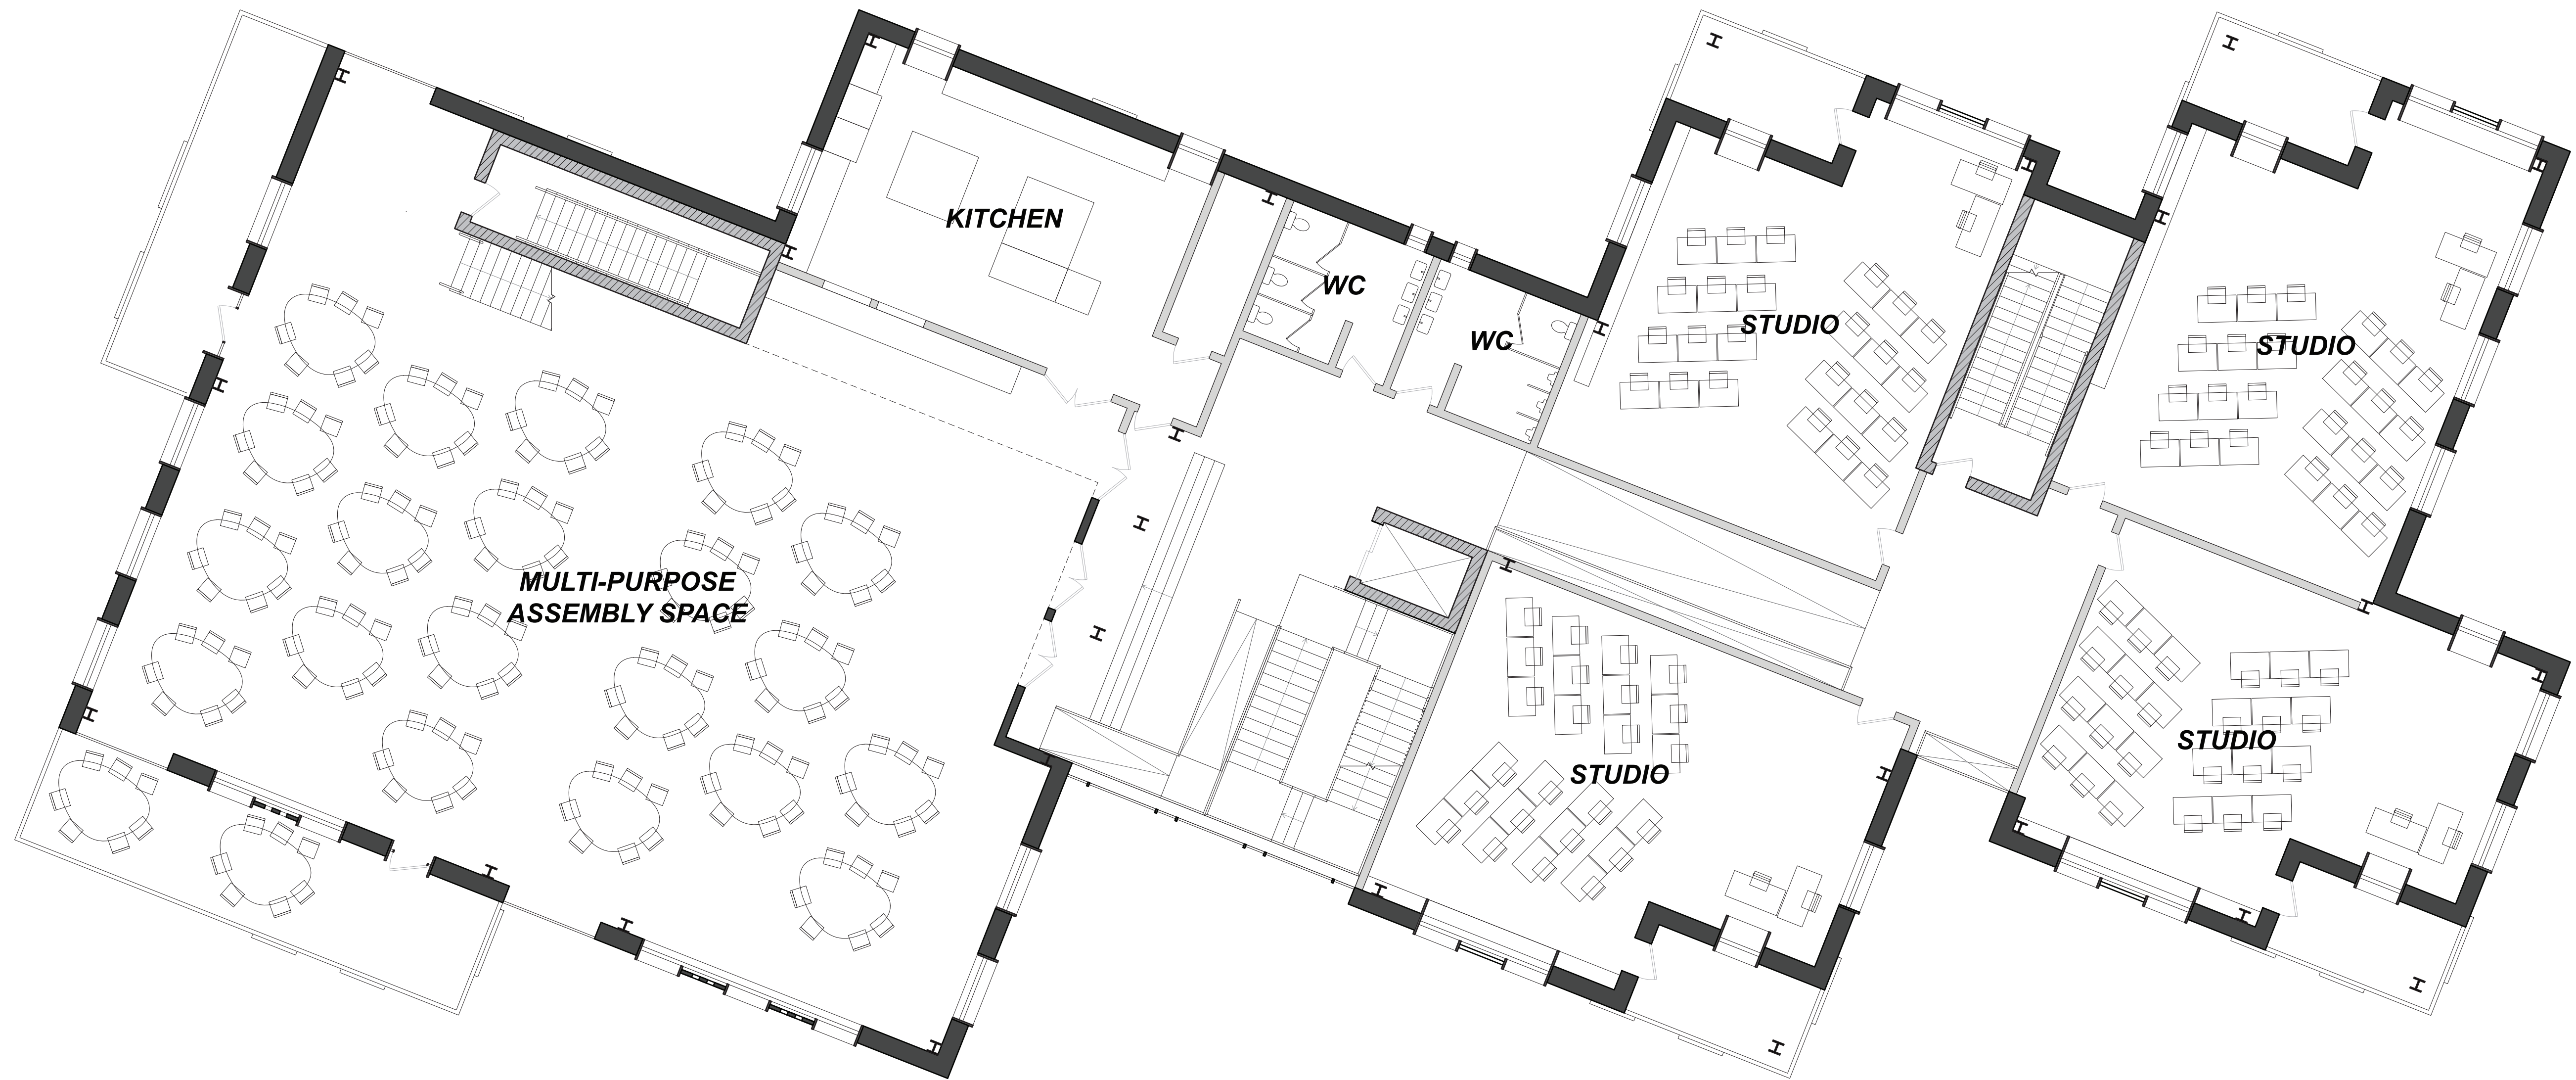 KITCHEN
WC
WC
STUDIO
STUDIO
MULTI-PURPOSE
ASSEMBLY SPACE
STUDIO
STUDIO